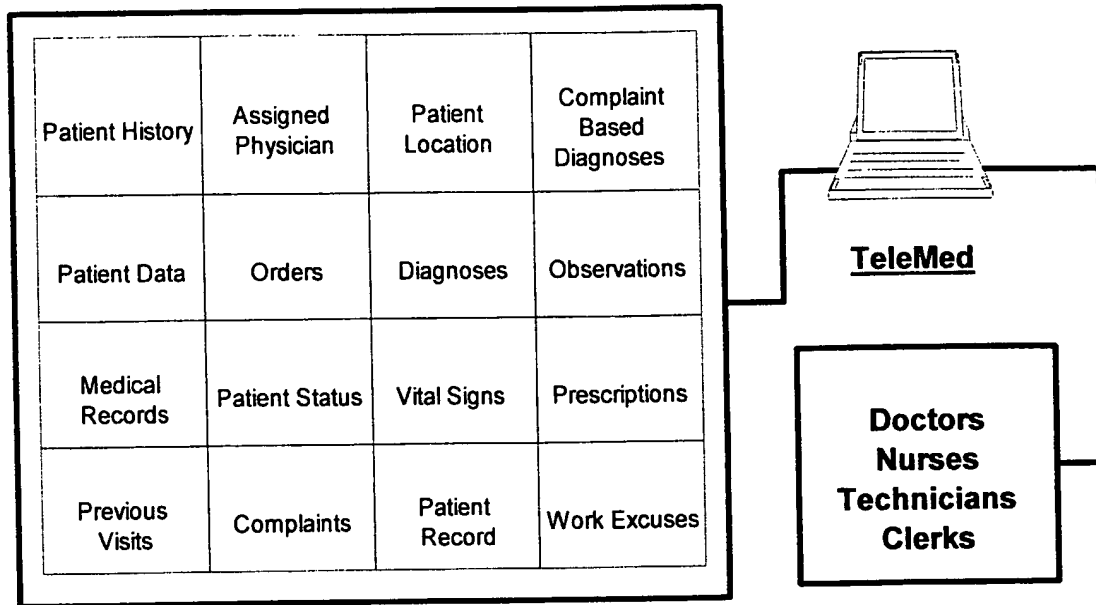 Patient History
Assigned
Physician
Patient
Location
Complaint
Based
Diagnoses
Patient Data
Orders
Diagnoses
Observations
Medical
Records
Patient Status
Vital Signs
Prescriptions
Previous
Visits
Complaints
Patient
Record
Work Excuses
TeleMed
Doctors
Nurses
Technicians
Clerks